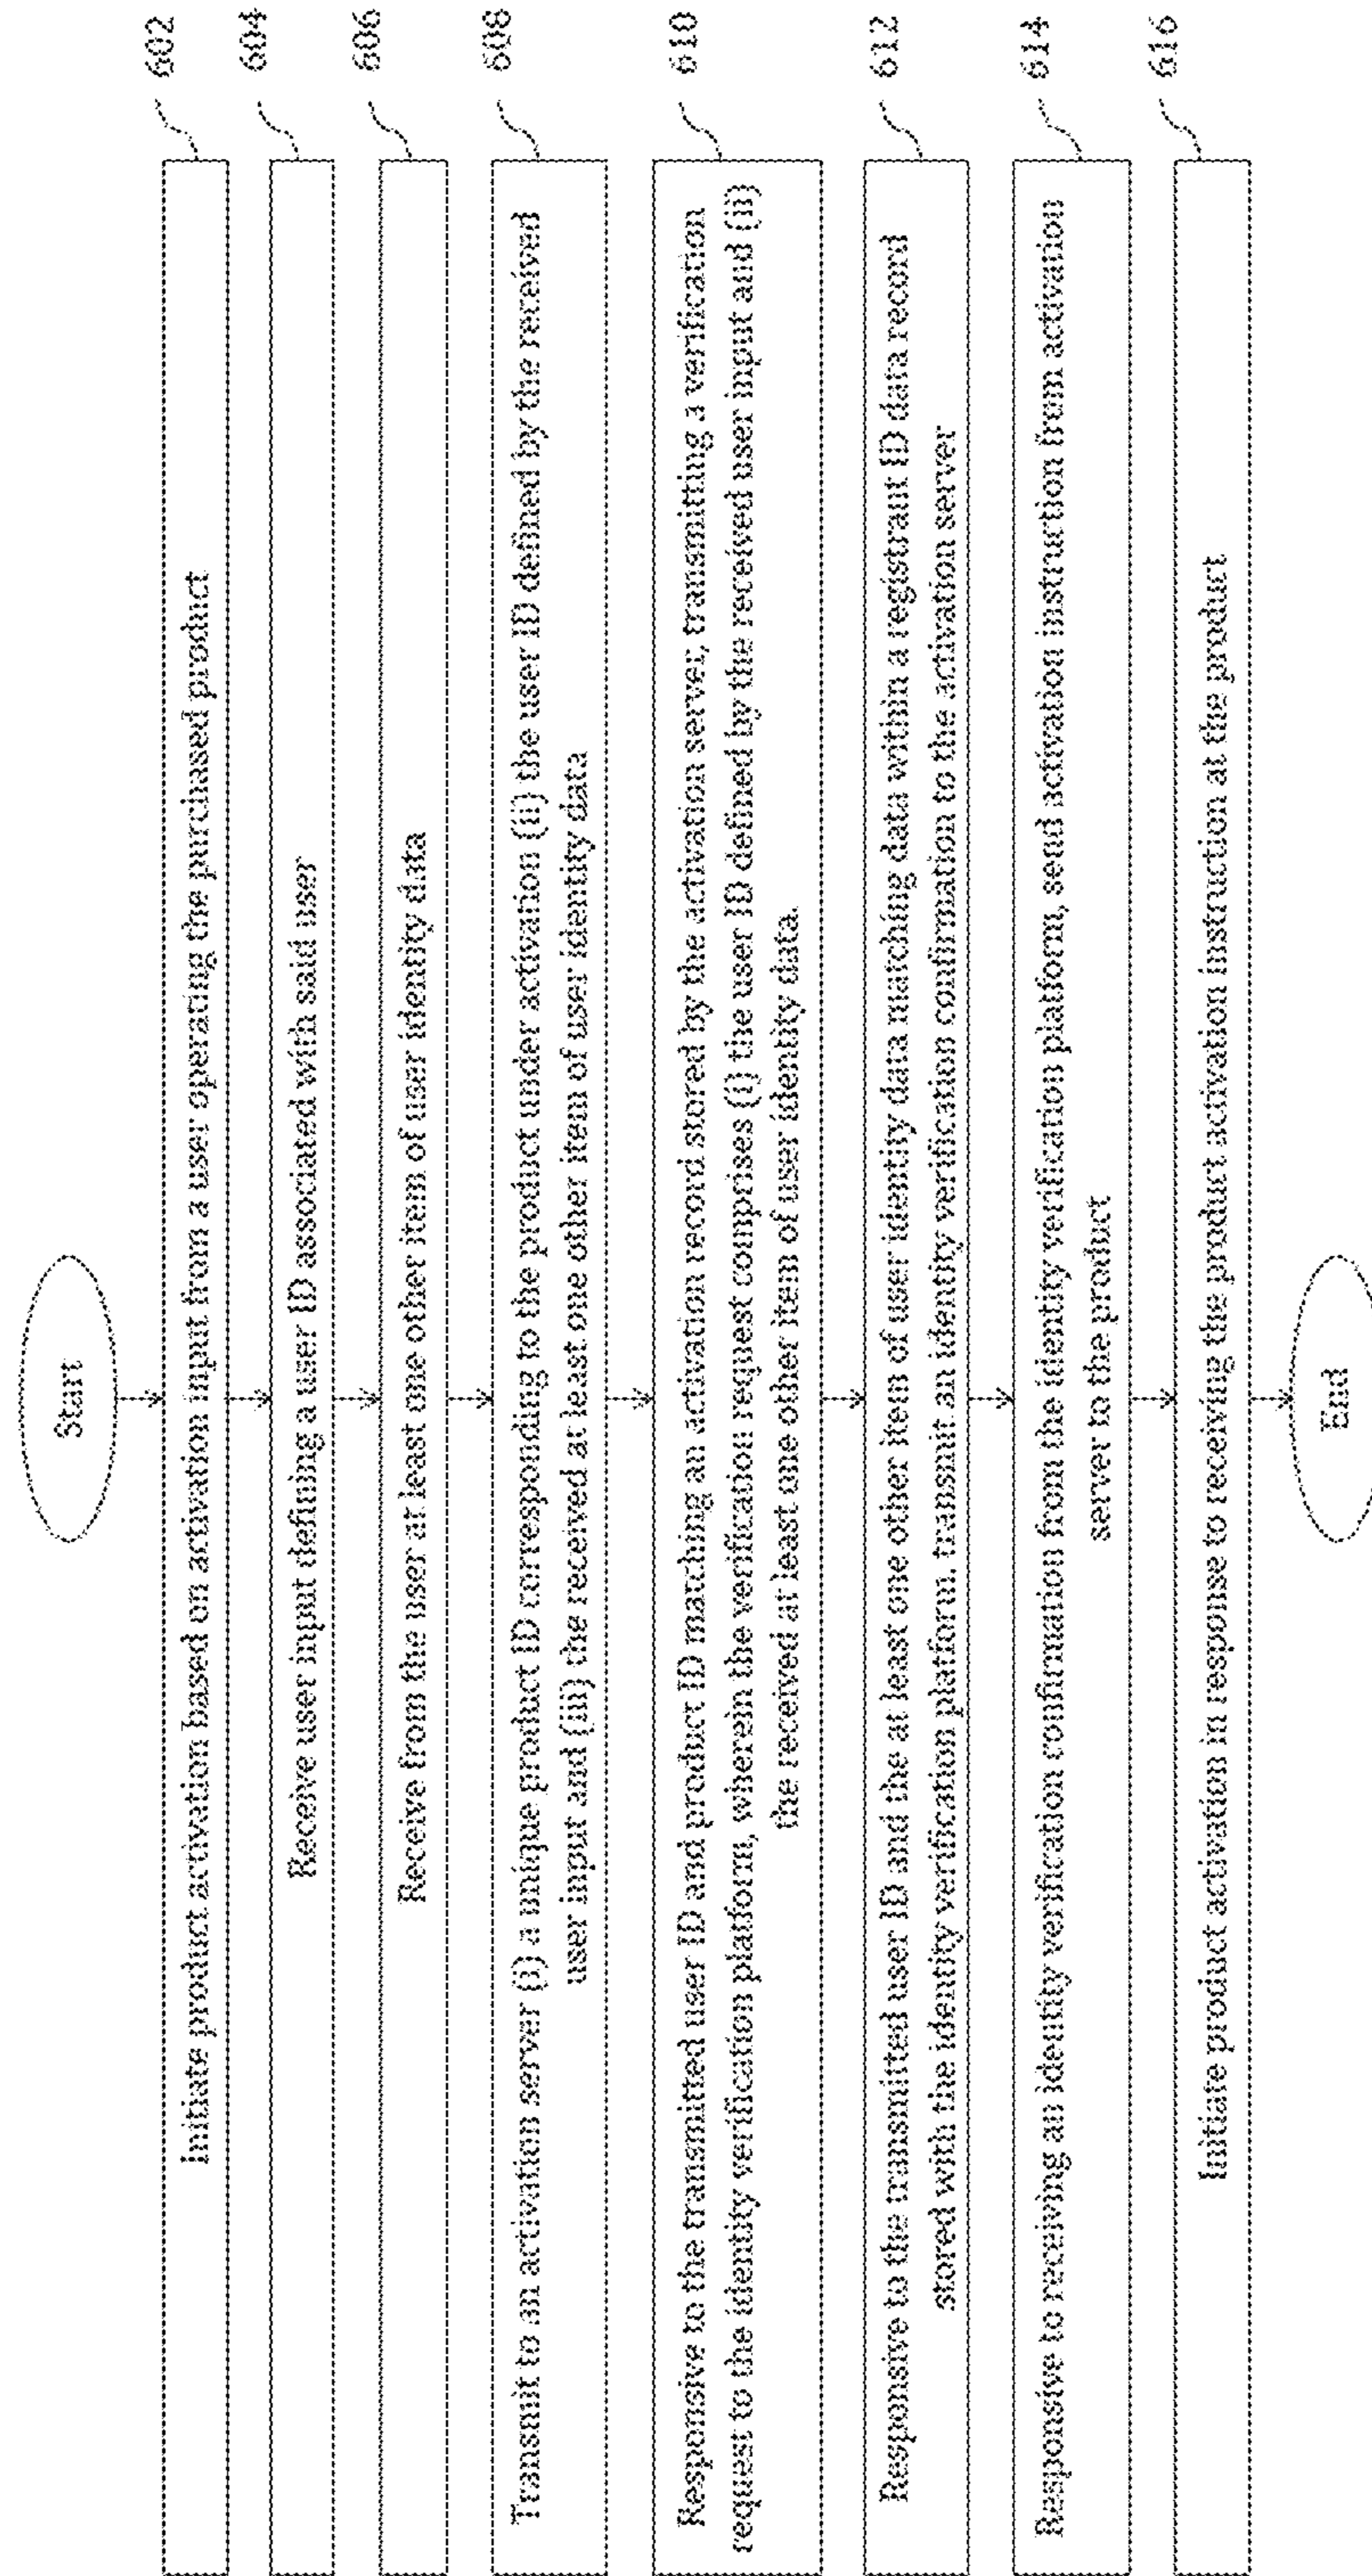 Start
Initiate product activation based on activation input from a user operating the purchased product
602
Receive user input defining a user ID associated with said user
604
Receive from the user at least one other item of user identity data
606
Transmit to an activation server (i) a unique product ID corresponding to the product under activation (ii) the user ID defined by the received
user input and (iii) the received at least one other item of user identity data
608
Responsive to the transmitted user ID and product ID matching an activation record stored by the activation server, transmitting a verification
request to the identity verification platform, wherein the verification request comprises (i) the user ID defined by the received user input and (ii)
the received at least one other item of user identity data.
610
Responsive to the transmitted user ID and the at least one other item of user identity data matching data within a registrant ID data record
stored with the identity verification platform, transmit an identity verification confirmation to the activation server
612
Responsive to receiving an identity verification confirmation from the identity verification platform, send activation instruction from activation
server to the product
614
Initiate product activation in response to receiving the product activation instruction at the product
616
End